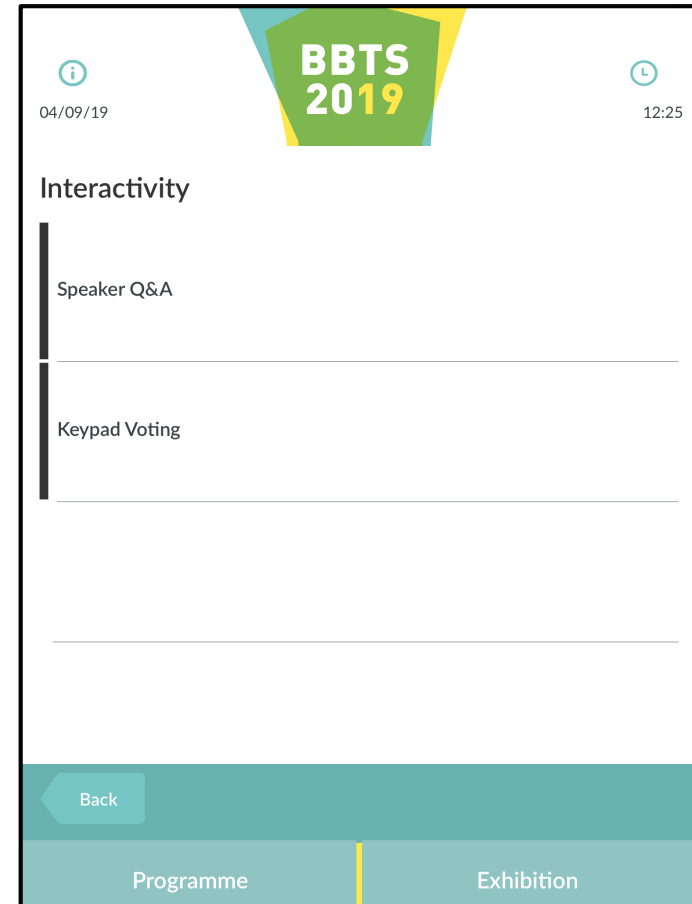 BBTS
2019
04/09/19
12:25
Interactivity
Speaker Q&A
Keypad Voting
Back
Programme
Exhibition